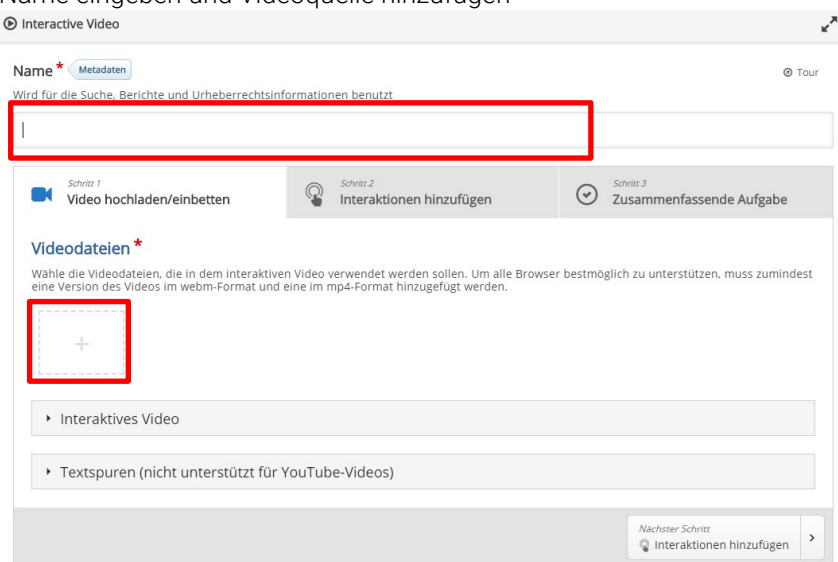 Name eingeben und Videoquelle hinzufügen
Interactive Video
Name * Metadaten
Tour
Wird für die Suche, Berichte und Urheberrechtsinformationen benutzt
Schritt 1
Video hochladen/einbetten
Schritt 2
Interaktionen hinzufügen
Schritt 3
Zusammenfassende Aufgabe
Videodateien *
Wähle die Videodateien, die in dem interaktiven Video verwendet werden sollen. Um alle Browser bestmöglich zu unterstützen, muss zumindest
eine Version des Videos im webm-Format und eine im mp4-Format hinzugefügt werden.
Interaktives Video
Textspuren (nicht unterstützt für YouTube-Videos)
Nächster Schritt
Interaktionen hinzufügen